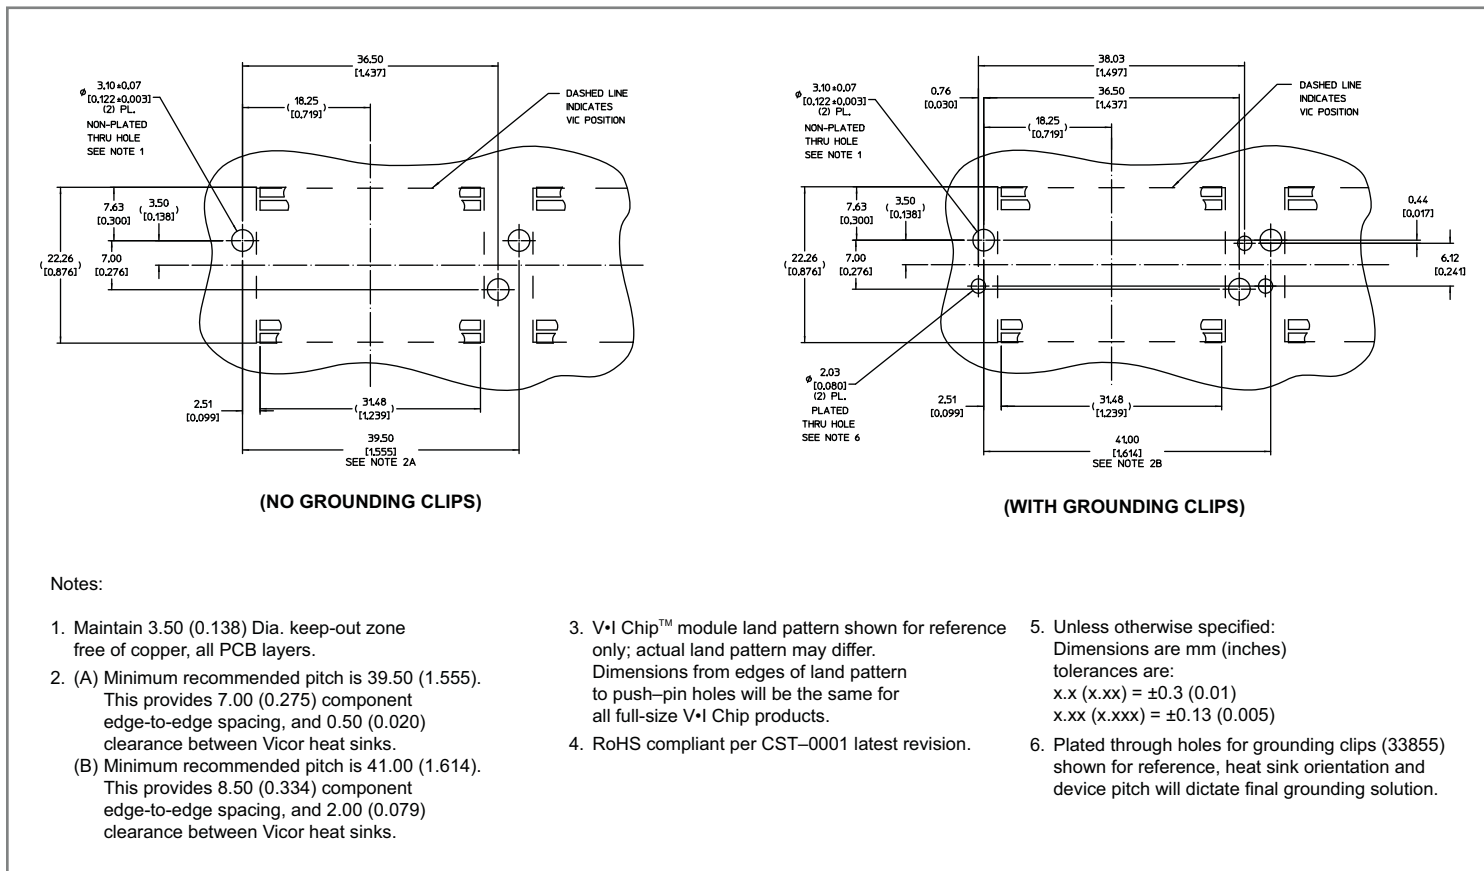 36.50
[1.437]
3.10±0.07
ø [0.122±0.003]
(2) PL.
NON-PLATED
THRU HOLE
SEE NOTE 1
(18.25)
[0.719]
DASHED LINE
INDICATES
VIC POSITION
7.63
[0.300]
(3.50)
[0.138]
(22.26)
[0.876]
7.00
[0.276]
2.51
[0.099]
(31.48)
[1.239]
39.50
[1.555]
SEE NOTE 2A
(NO GROUNDING CLIPS)
38.03
[1.497]
3.10±0.07
ø [0.122±0.003]
(2) PL.
NON-PLATED
THRU HOLE
SEE NOTE 1
0.76
[0.030]
36.50
[1.437]
(18.25)
[0.719]
DASHED LINE
INDICATES
VIC POSITION
7.63
[0.300]
(3.50)
[0.138]
0.44
[0.017]
(22.26)
[0.876]
7.00
[0.276]
6.12
[0.241]
ø 2.03
[0.080]
(2) PL.
PLATED
THRU HOLE
SEE NOTE 6
2.51
[0.099]
(31.48)
[1.239]
41.00
[1.614]
SEE NOTE 2B
(WITH GROUNDING CLIPS)
Notes:
1. Maintain 3.50 (0.138) Dia. keep-out zone
free of copper, all PCB layers.
2. (A) Minimum recommended pitch is 39.50 (1.555).
This provides 7.00 (0.275) component
edge-to-edge spacing, and 0.50 (0.020)
clearance between Vicor heat sinks.
(B) Minimum recommended pitch is 41.00 (1.614).
This provides 8.50 (0.334) component
edge-to-edge spacing, and 2.00 (0.079)
clearance between Vicor heat sinks.
3. V•I Chip™ module land pattern shown for reference
only; actual land pattern may differ.
Dimensions from edges of land pattern
to push–pin holes will be the same for
all full-size V•I Chip products.
4. RoHS compliant per CST–0001 latest revision.
5. Unless otherwise specified:
Dimensions are mm (inches)
tolerances are:
x.x (x.xx) = ±0.3 (0.01)
x.xx (x.xxx) = ±0.13 (0.005)
6. Plated through holes for grounding clips (33855)
shown for reference, heat sink orientation and
device pitch will dictate final grounding solution.